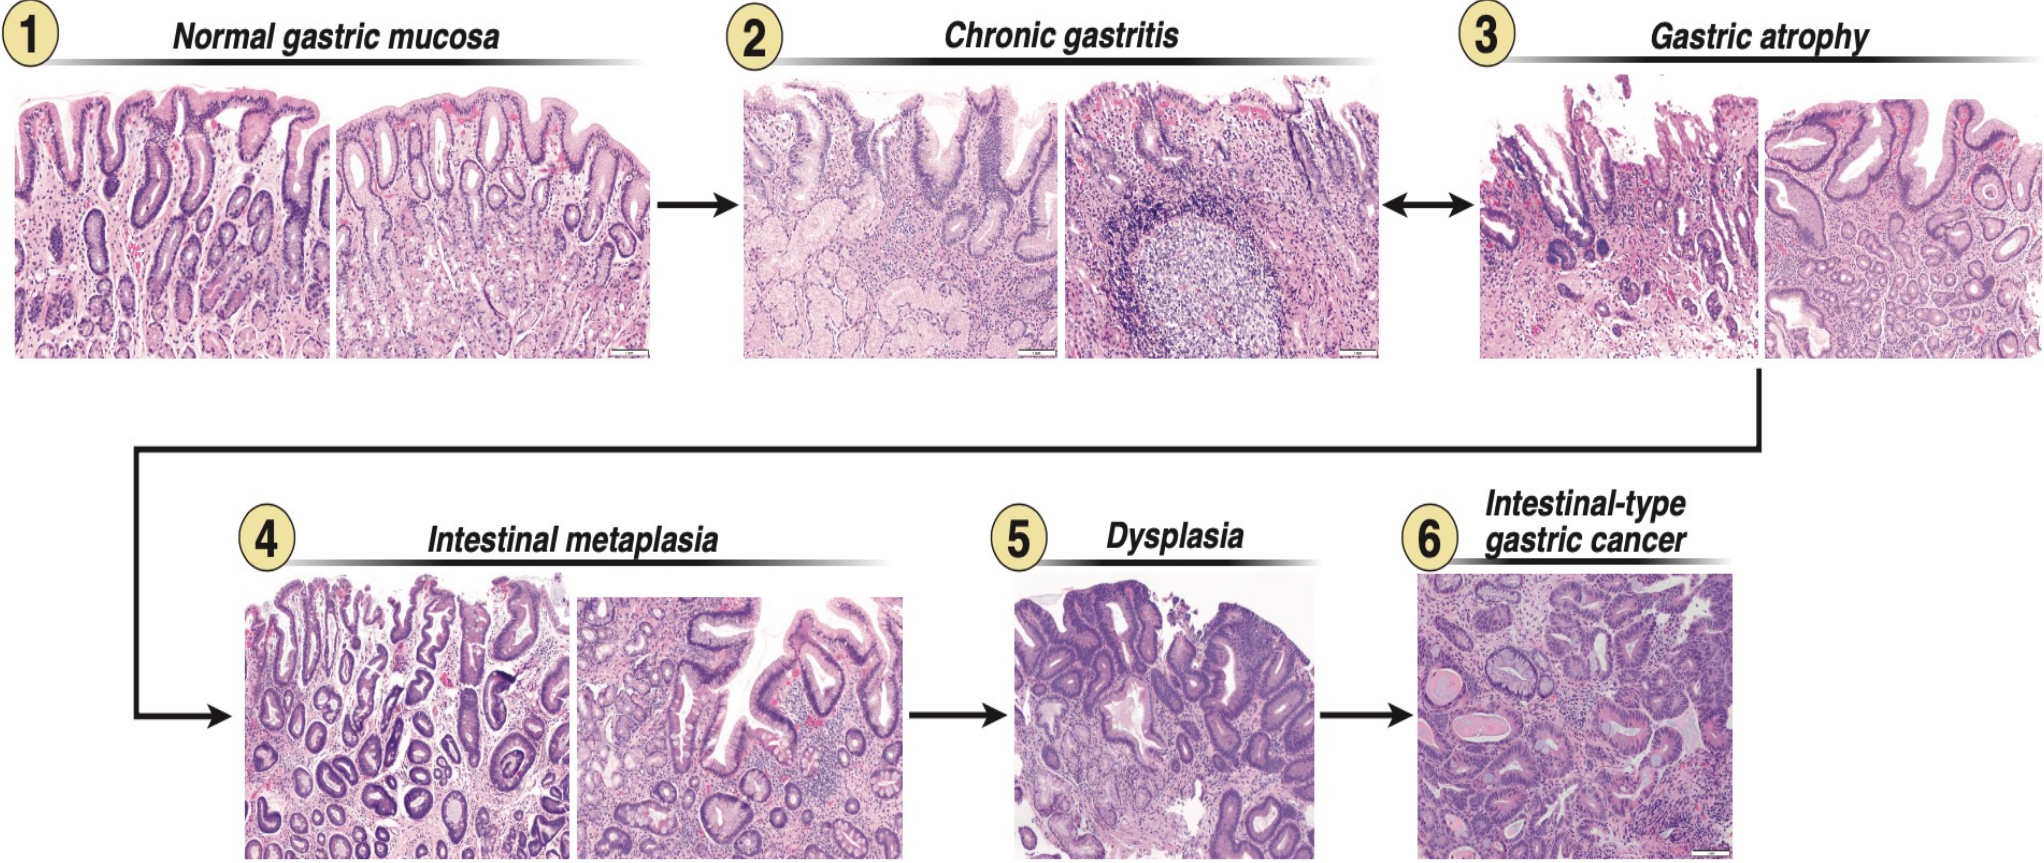 1 Normal gastric mucosa
2 Chronic gastritis
3 Gastric atrophy
4 Intestinal metaplasia
5 Dysplasia
6 Intestinal-type
gastric cancer